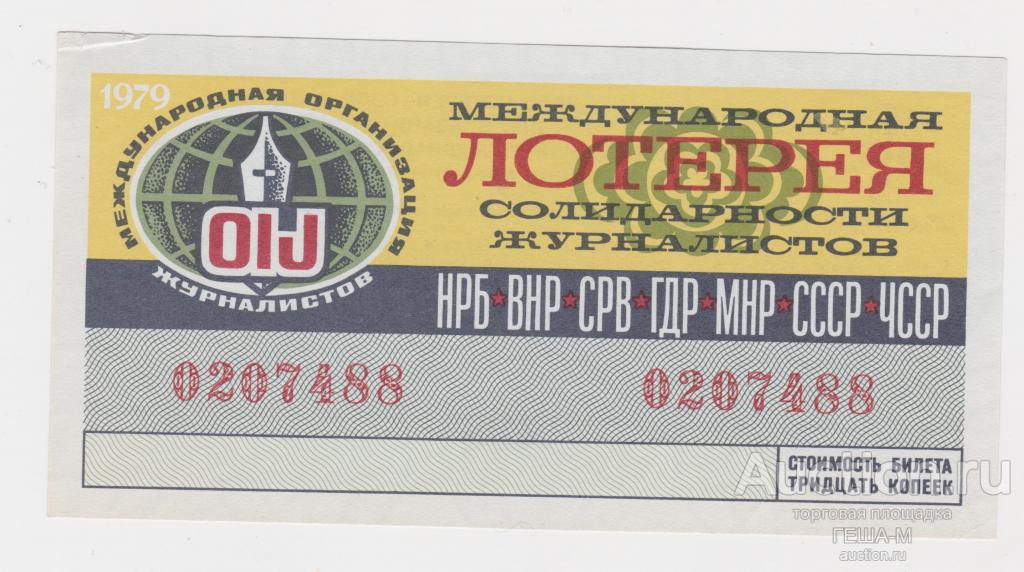 1979
МЕЖДУНАРОДНАЯ ОРГАНИЗАЦИЯ
ЖУРНАЛИСТОВ
OIJ
МЕЖДУНАРОДНАЯ
ЛОТЕРЕЯ
СОЛИДАРНОСТИ
ЖУРНАЛИСТОВ
НРБ★ВНР★СРВ★ГДР★МНР★СССР★ЧССР
0207488 0207488
СТОИМОСТЬ БИЛЕТА
ТРИДЦАТЬ КОПЕЕК
Auction.ru
торговая площадка
ГЕША-М
auction.ru